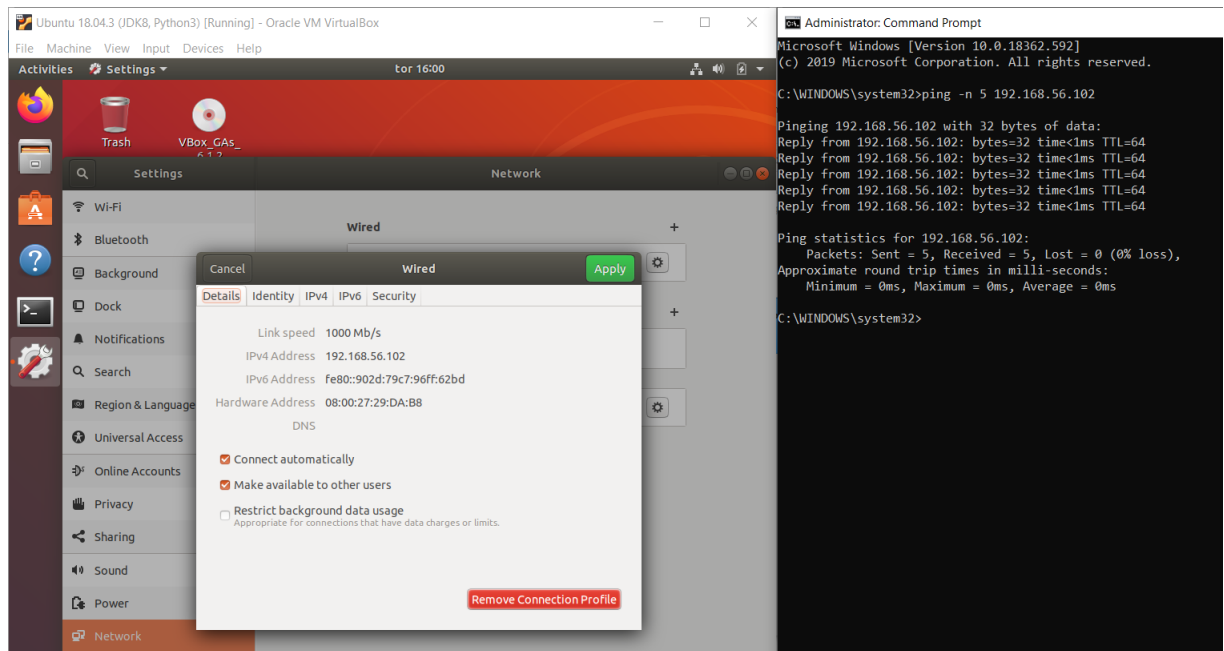 Ubuntu 18.04.3 (JDK8, Python3) [Running] - Oracle VM VirtualBox
File Machine View Input Devices Help
Activities Settings tor 16:00
Trash
VBox_GAs_
6.1.2
Settings Network
Wi-Fi
Bluetooth
Background
Dock
Notifications
Search
Region & Language
Universal Access
Online Accounts
Privacy
Sharing
Sound
Power
Network
Wired +
+
Cancel Wired Apply
Details Identity IPv4 IPv6 Security
Link speed 1000 Mb/s
IPv4 Address 192.168.56.102
IPv6 Address fe80::902d:79c7:96ff:62bd
Hardware Address 08:00:27:29:DA:B8
DNS
Connect automatically
Make available to other users
Restrict background data usage
Appropriate for connections that have data charges or limits.
Remove Connection Profile
Administrator: Command Prompt
Microsoft Windows [Version 10.0.18362.592]
(c) 2019 Microsoft Corporation. All rights reserved.
C:\WINDOWS\system32>ping -n 5 192.168.56.102
Pinging 192.168.56.102 with 32 bytes of data:
Reply from 192.168.56.102: bytes=32 time<1ms TTL=64
Reply from 192.168.56.102: bytes=32 time<1ms TTL=64
Reply from 192.168.56.102: bytes=32 time<1ms TTL=64
Reply from 192.168.56.102: bytes=32 time<1ms TTL=64
Reply from 192.168.56.102: bytes=32 time<1ms TTL=64
Ping statistics for 192.168.56.102:
Packets: Sent = 5, Received = 5, Lost = 0 (0% loss),
Approximate round trip times in milli-seconds:
Minimum = 0ms, Maximum = 0ms, Average = 0ms
C:\WINDOWS\system32>